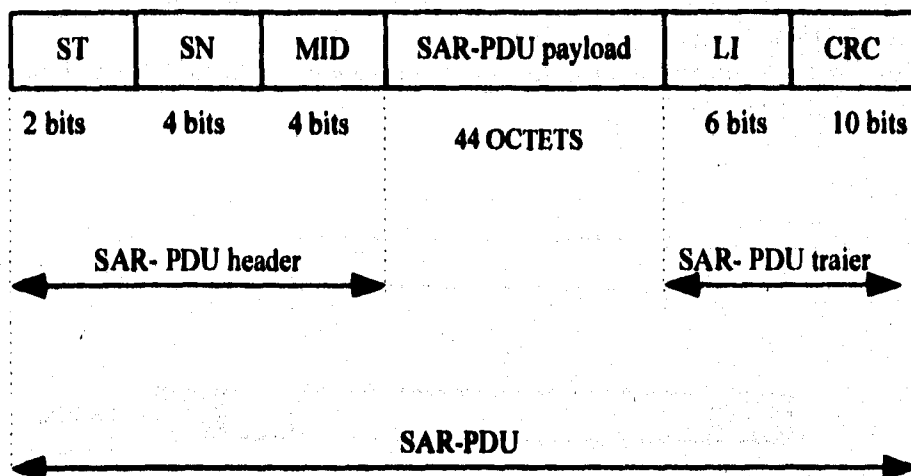 ST SN MID SAR-PDU payload LI CRC
2 bits 4 bits 4 bits 44 OCTETS 6 bits 10 bits
SAR- PDU header SAR- PDU traier
SAR-PDU